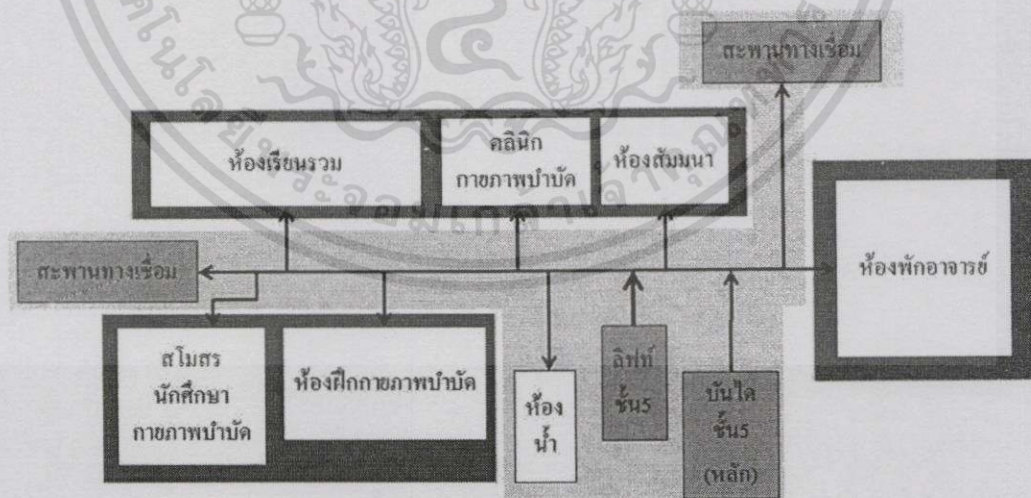 สะพานทางเชื่อม
ห้องเรียนรวม
คลินิก
กายภาพบำบัด
ห้องสัมมนา
สะพานทางเชื่อม
ห้องพักอาจารย์
สโมสร
นักศึกษา
กายภาพบำบัด
ห้องฝึกกายภาพบำบัด
ห้อง
น้ำ
ลิฟท์
ชั้น5
บันได
ชั้น5
(หลัก)